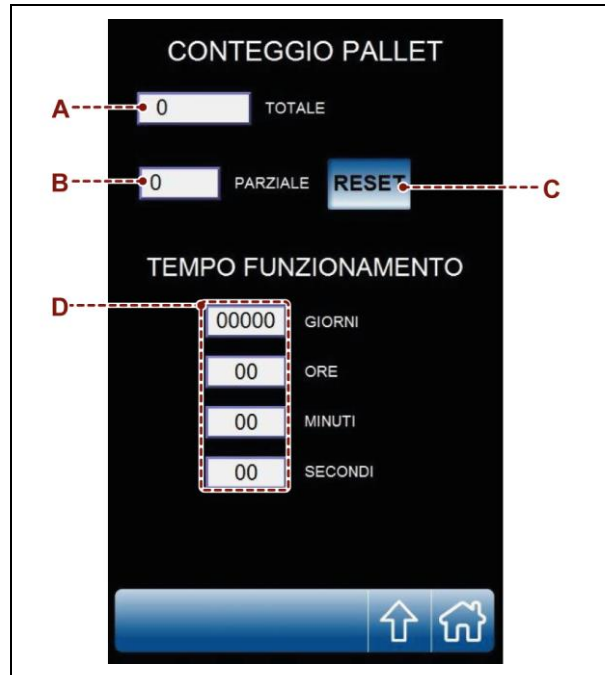 CONTEGGIO PALLET
A 0 TOTALE
B 0 PARZIALE RESET C
TEMPO FUNZIONAMENTO
D 00000 GIORNI
00 ORE
00 MINUTI
00 SECONDI